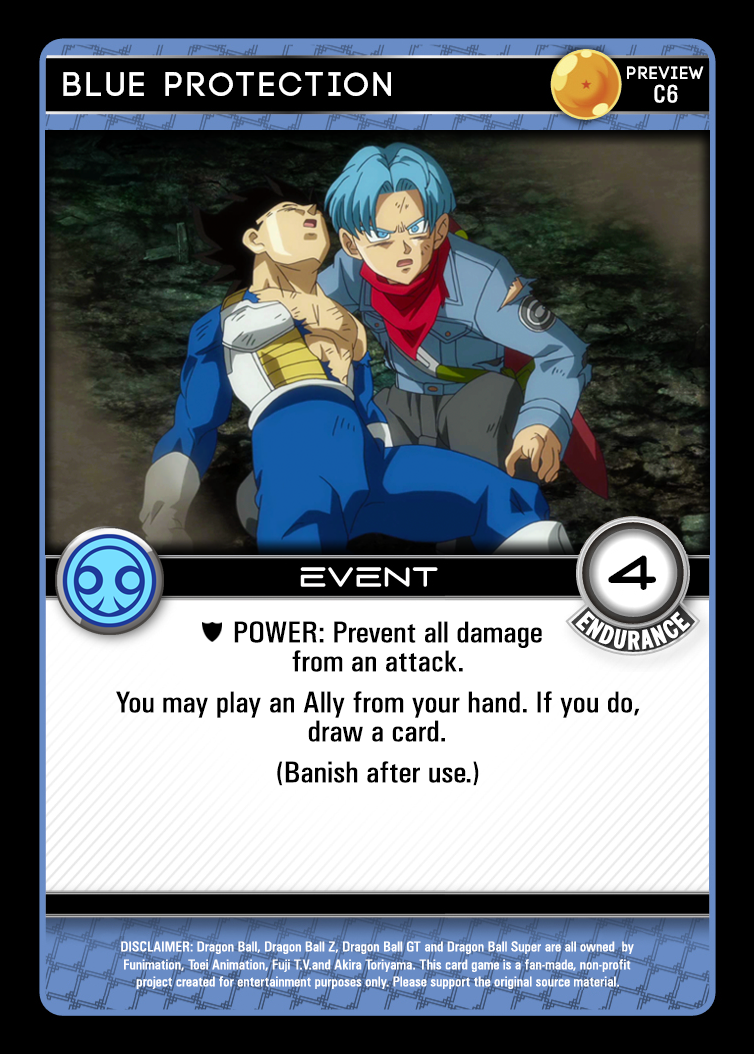 BLUE PROTECTION
PREVIEW
C6
EVENT
4
ENDURANCE
POWER: Prevent all damage
from an attack.
You may play an Ally from your hand. If you do,
draw a card.
(Banish after use.)
DISCLAIMER: Dragon Ball, Dragon Ball Z, Dragon Ball GT and Dragon Ball Super are all owned by
Funimation, Toei Animation, Fuji T.V.and Akira Toriyama. This card game is a fan-made, non-profit
project created for entertainment purposes only. Please support the original source material.